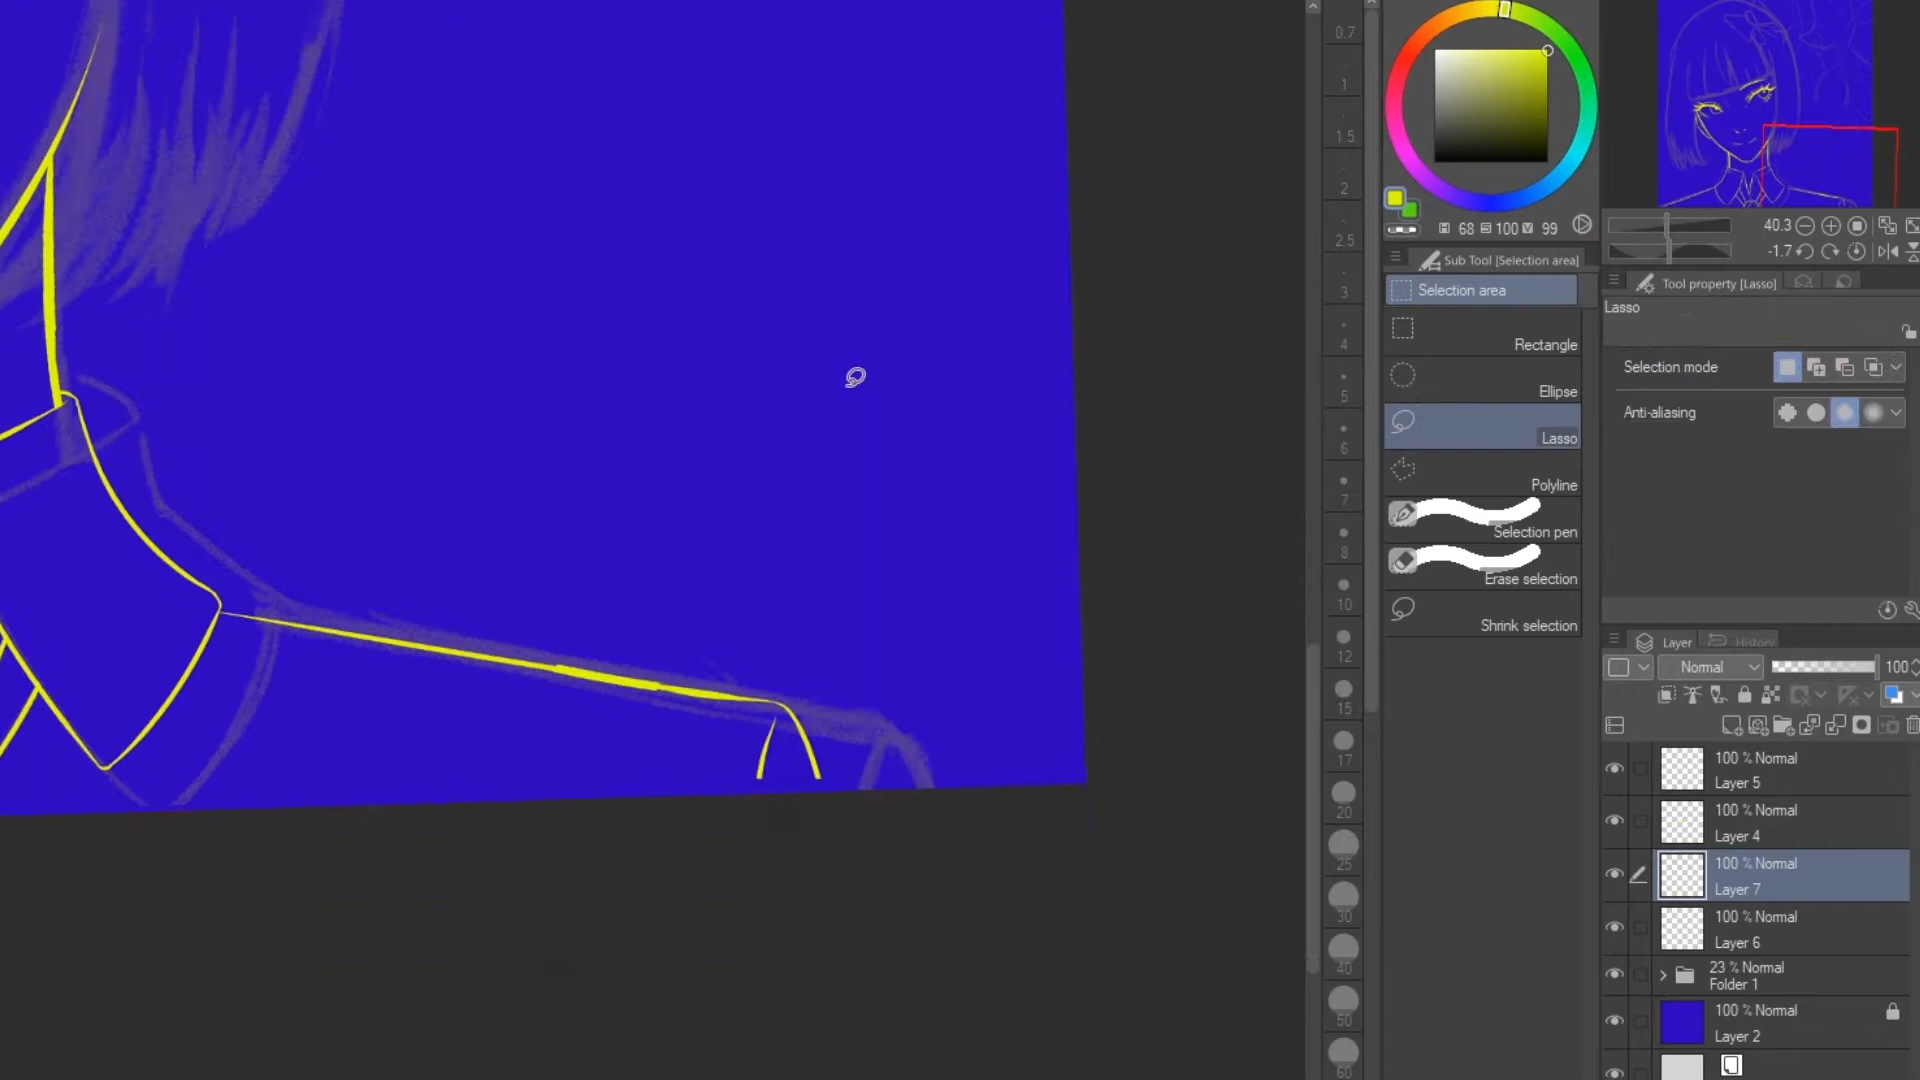 0.7
1
1.5
2
2.5
3
4
5
6
7
8
10
12
15
17
20
25
30
40
50
60
68 100 99
Sub Tool [Selection area]
Selection area
Rectangle
Ellipse
Lasso
Polyline
Selection pen
Erase selection
Shrink selection
40.3
-1.7
Tool property [Lasso]
Lasso
Selection mode
Anti-aliasing
Layer
History
Normal 100
100 % Normal
Layer 5
100 % Normal
Layer 4
100 % Normal
Layer 7
100 % Normal
Layer 6
23 % Normal
Folder 1
100 % Normal
Layer 2